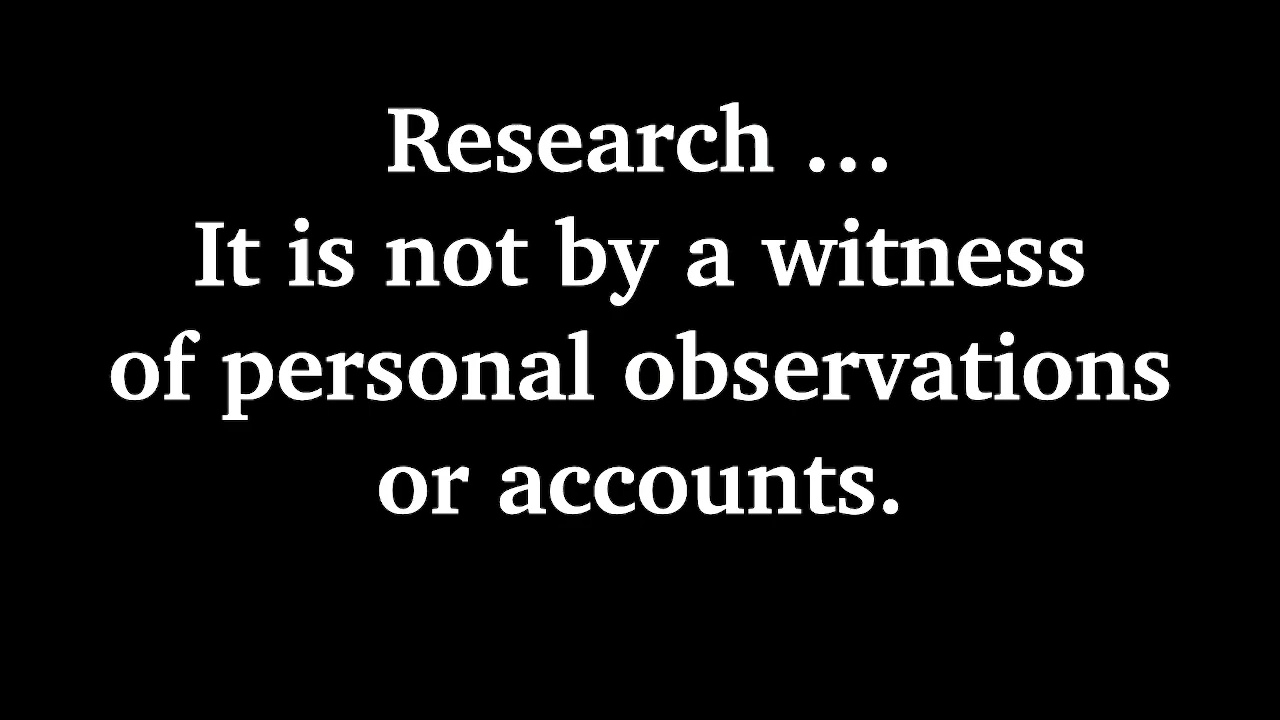 Research ...
It is not by a witness
of personal observations
or accounts.